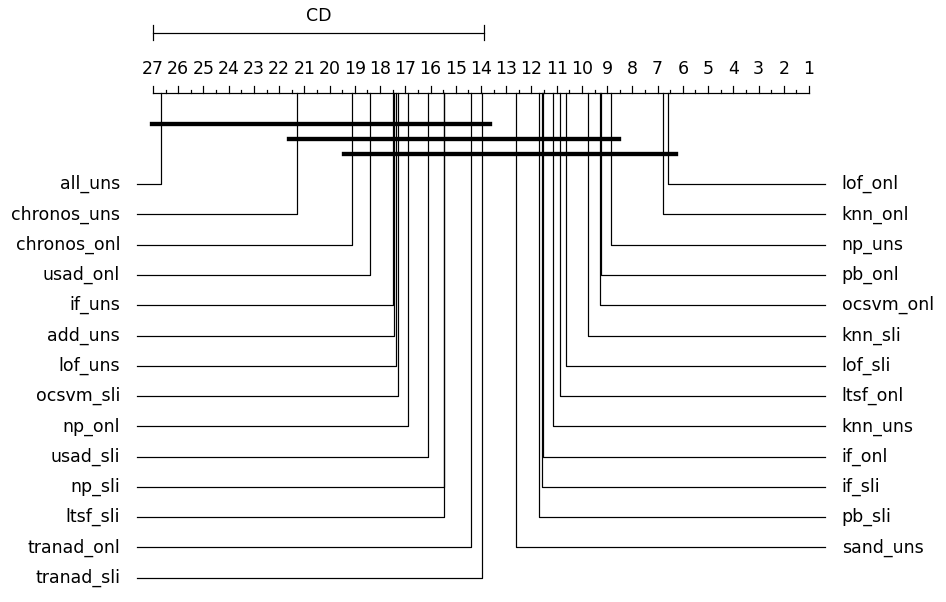 CD
27 26 25 24 23 22 21 20 19 18 17 16 15 14 13 12 11 10 9 8 7 6 5 4 3 2 1
all_uns lof_onl
chronos_uns knn_onl
chronos_onl np_uns
usad_onl pb_onl
if_uns ocsvm_onl
add_uns knn_sli
lof_uns lof_sli
ocsvm_sli ltsf_onl
np_onl knn_uns
usad_sli if_onl
np_sli if_sli
ltsf_sli pb_sli
tranad_onl sand_uns
tranad_sli